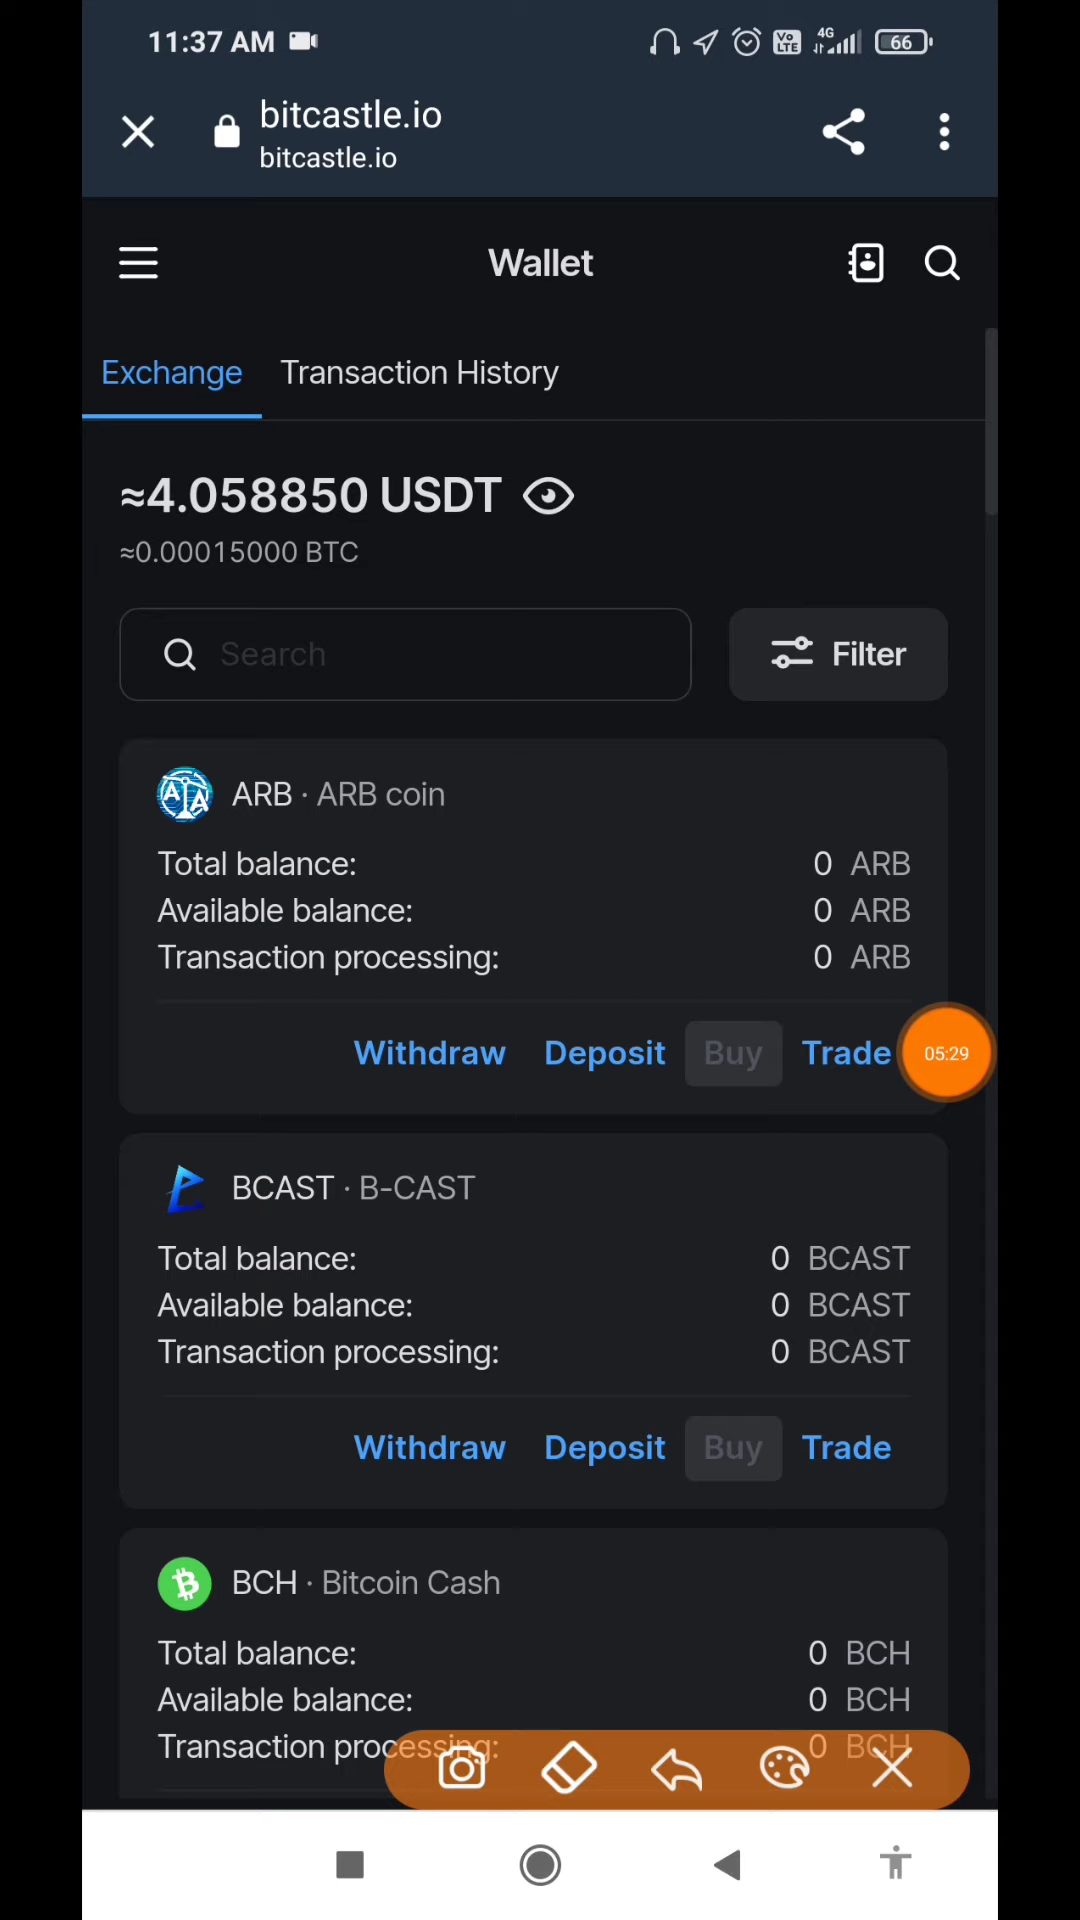 11:37 AM
Vo LTE 4G 66
bitcastle.io
bitcastle.io
Wallet
Exchange Transaction History
≈4.058850 USDT
≈0.00015000 BTC
Search Filter
ARB · ARB coin
Total balance: 0 ARB
Available balance: 0 ARB
Transaction processing: 0 ARB
Withdraw Deposit Buy Trade 05:29
BCAST · B-CAST
Total balance: 0 BCAST
Available balance: 0 BCAST
Transaction processing: 0 BCAST
Withdraw Deposit Buy Trade
BCH · Bitcoin Cash
Total balance: 0 BCH
Available balance: 0 BCH
Transaction processing: 0 BCH